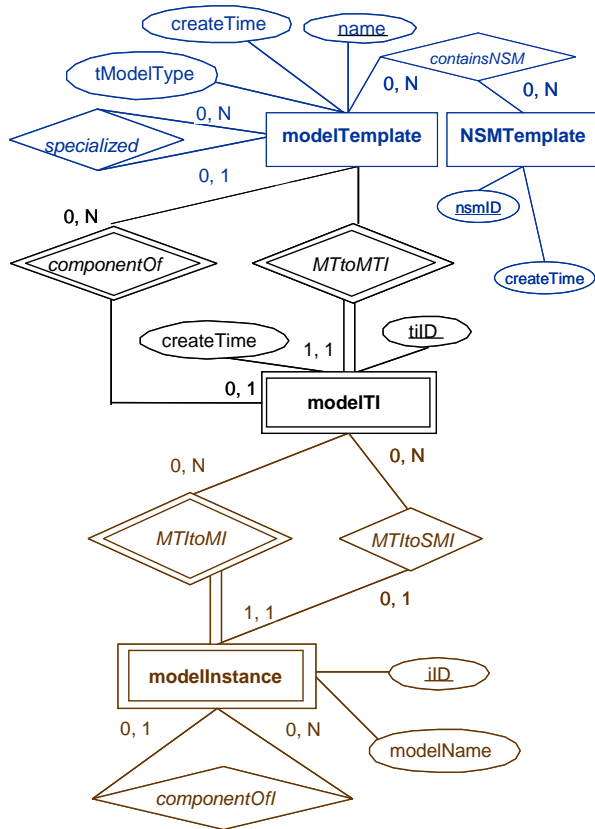 createTime
name
containsNSM
tModelType
0, N
0, N
0, N
0, N
specialized
modelTemplate
NSMTemplate
0, 1
0, N
nsmID
componentOf
MTtoMTI
createTime
createTime
tiID
1, 1
0, 1
modelTI
0, N
0, N
MTItoMI
MTItoSMI
1, 1
0, 1
modelInstance
iID
0, 1
0, N
modelName
componentOfI